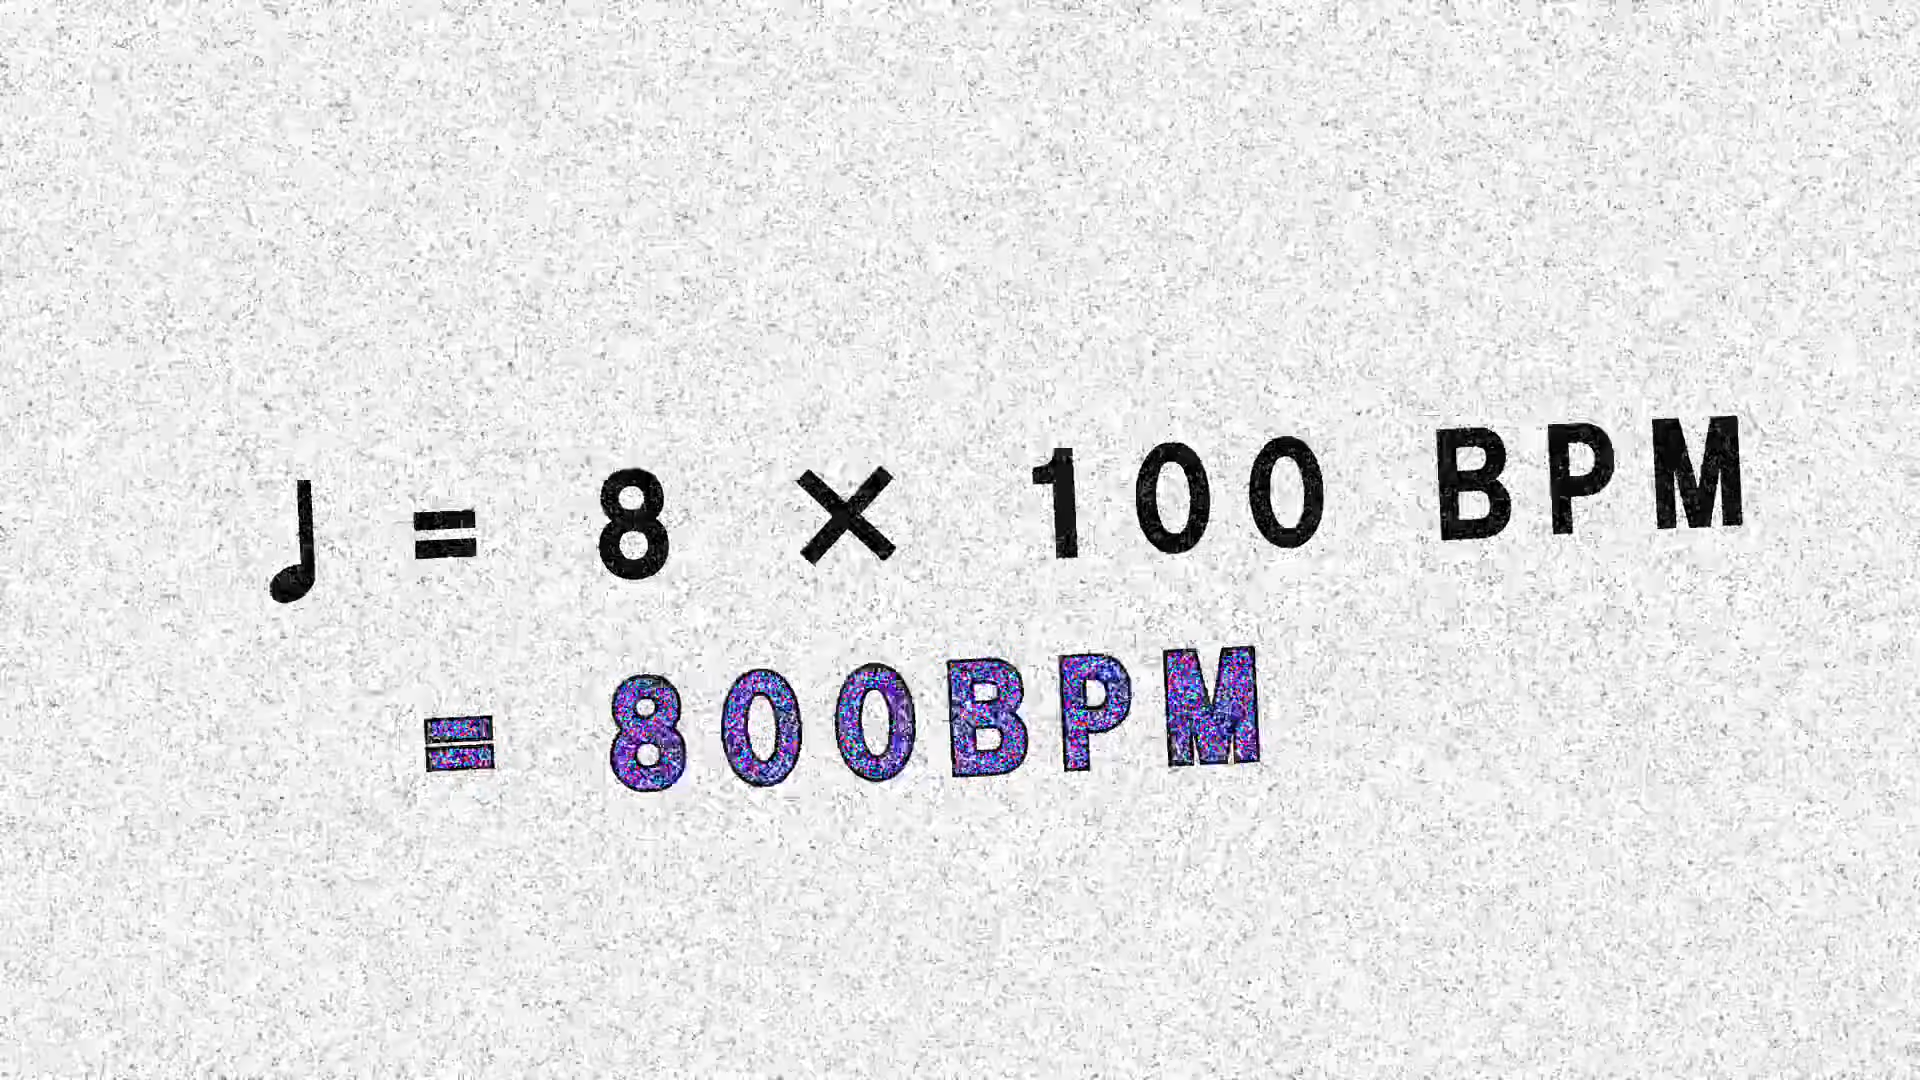 ♩ = 8 × 100 BPM
= 800BPM